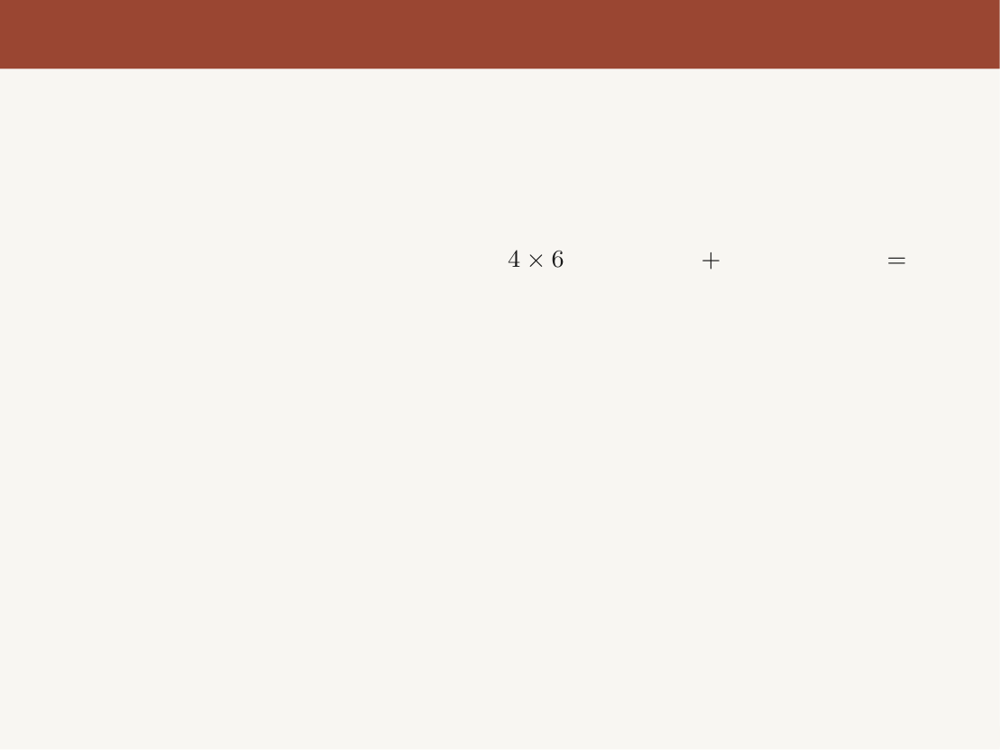 4 × 6 + =